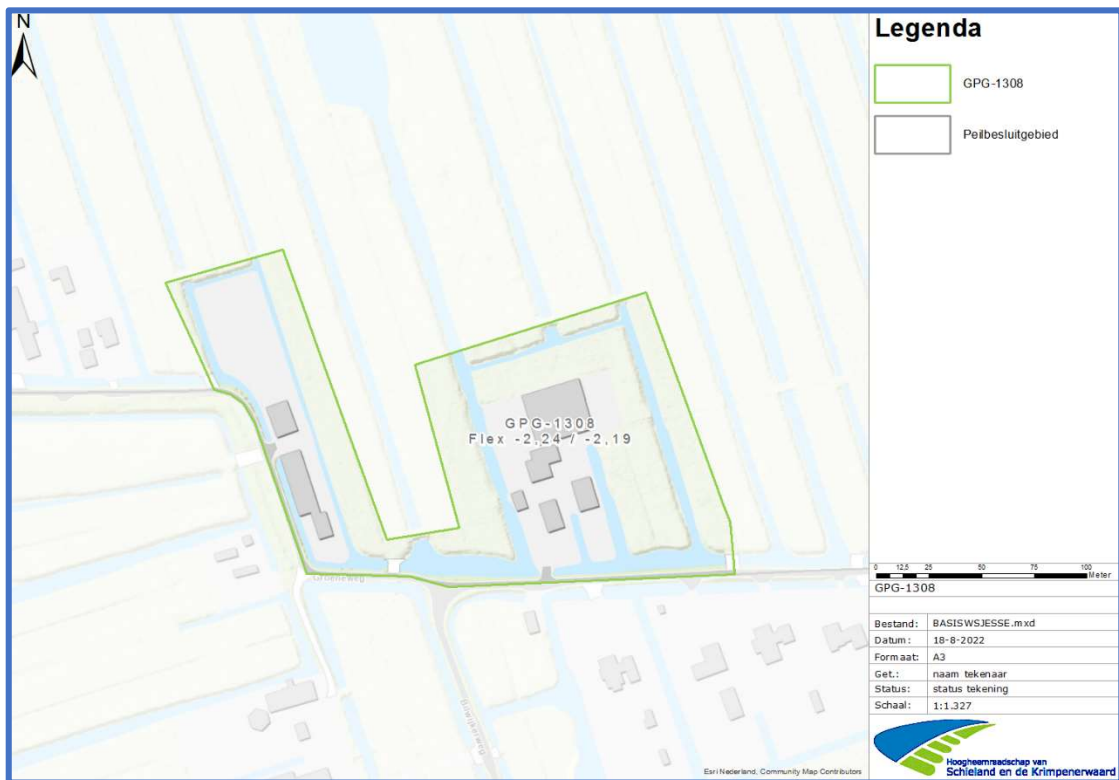 N
GPG-1308
Flex -2,24 / -2,19
Groeneweg
Esri Nederland, Community Map Contributors
Legenda
GPG-1308
Peilbesluitgebied
0 12,5 25 50 75 100 Meter
GPG-1308
Bestand: BASISWSJESSE.mxd
Datum: 18-8-2022
Formaat: A3
Get.: naam tekenaar
Status: status tekening
Schaal: 1:1.327
Hoogheemraadschap van
Schieland en de Krimpenerwaard